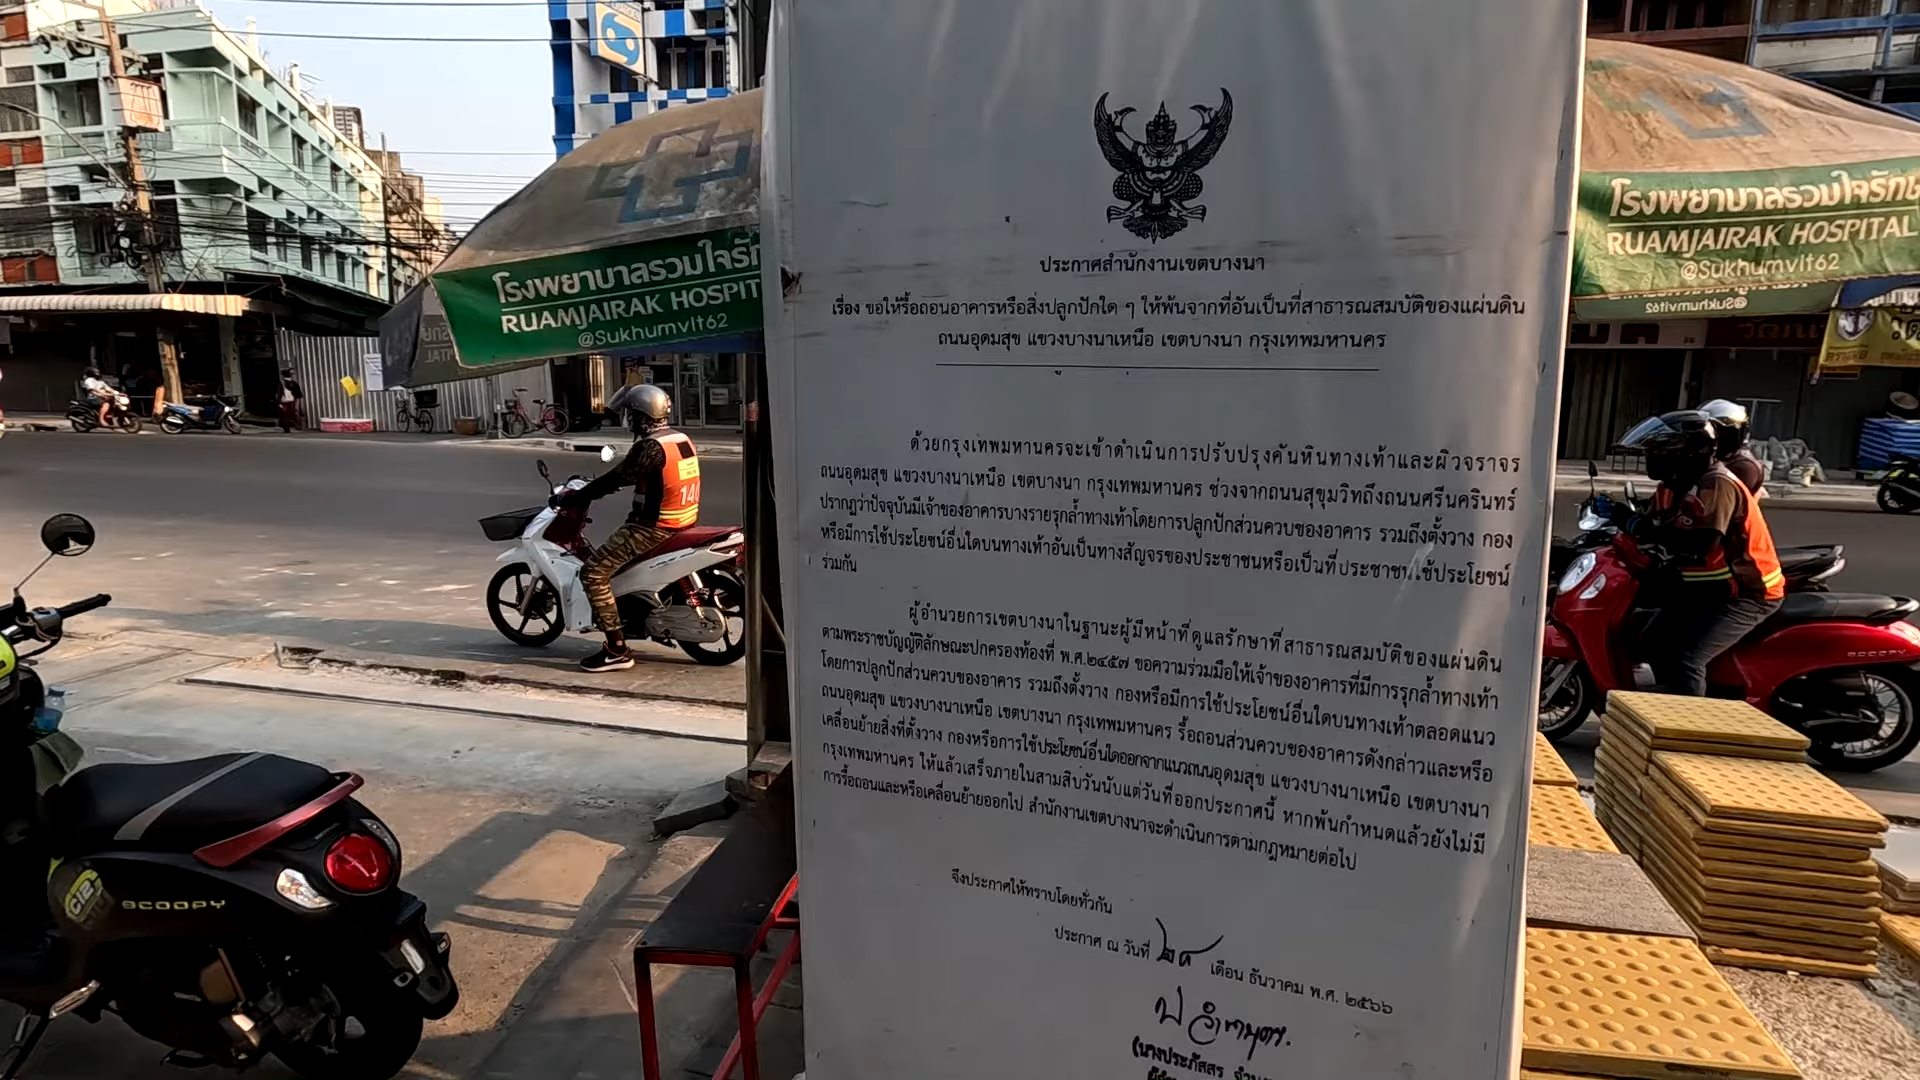 ประกาศสำนักงานเขตบางนา
เรื่อง ขอให้รื้อถอนอาคารหรือสิ่งปลูกปักใด ๆ ให้พ้นจากที่อันเป็นที่สาธารณสมบัติของแผ่นดิน
ถนนอุดมสุข แขวงบางนาเหนือ เขตบางนา กรุงเทพมหานคร
ด้วยกรุงเทพมหานครจะเข้าดำเนินการปรับปรุงคันหินทางเท้าและผิวจราจร
ถนนอุดมสุข แขวงบางนาเหนือ เขตบางนา กรุงเทพมหานคร ช่วงจากถนนสุขุมวิทถึงถนนศรีนครินทร์
ปรากฏว่าปัจจุบันมีเจ้าของอาคารบางรายรุกล้ำทางเท้าโดยการปลูกปักส่วนควบของอาคาร รวมถึงตั้งวาง กอง
หรือมีการใช้ประโยชน์อื่นใดบนทางเท้าอันเป็นทางสัญจรของประชาชนหรือเป็นที่ประชาชนใช้ประโยชน์
ร่วมกัน
ผู้อำนวยการเขตบางนาในฐานะผู้มีหน้าที่ดูแลรักษาที่สาธารณสมบัติของแผ่นดิน
ตามพระราชบัญญัติลักษณะปกครองท้องที่ พ.ศ.๒๔๕๗ ขอความร่วมมือให้เจ้าของอาคารที่มีการรุกล้ำทางเท้า
โดยการปลูกปักส่วนควบของอาคาร รวมถึงตั้งวาง กองหรือมีการใช้ประโยชน์อื่นใดบนทางเท้าตลอดแนว
ถนนอุดมสุข แขวงบางนาเหนือ เขตบางนา กรุงเทพมหานคร รื้อถอนส่วนควบของอาคารดังกล่าวและหรือ
เคลื่อนย้ายสิ่งที่ตั้งวาง กองหรือการใช้ประโยชน์อื่นใดออกจากแนวถนนอุดมสุข แขวงบางนาเหนือ เขตบางนา
กรุงเทพมหานคร ให้แล้วเสร็จภายในสามสิบวันนับแต่วันที่ออกประกาศนี้ หากพ้นกำหนดแล้วยังไม่มี
การรื้อถอนและหรือเคลื่อนย้ายออกไป สำนักงานเขตบางนาจะดำเนินการตามกฎหมายต่อไป
จึงประกาศให้ทราบโดยทั่วกัน
ประกาศ ณ วันที่ ๒๘ เดือน ธันวาคม พ.ศ. ๒๕๖๖
(นางประภัสสร
โรงพยาบาลรวมใจรัก
RUAMJAIRAK HOSPIT
@Sukhumvit62
โรงพยาบาลรวมใจรักษ
RUAMJAIRAK HOSPITAL
@Sukhumvit62
@Sukhumvit62
SCOOPY
C12
14
SCOOPY